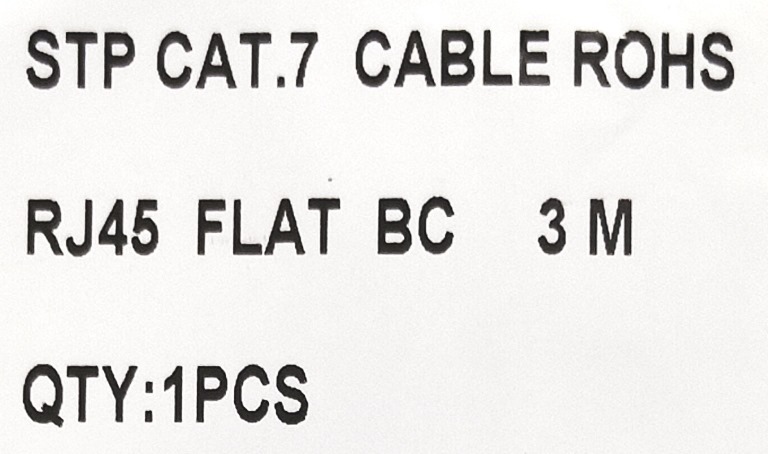 STP CAT.7 CABLE ROHS
RJ45 FLAT BC 3 M
QTY:1PCS